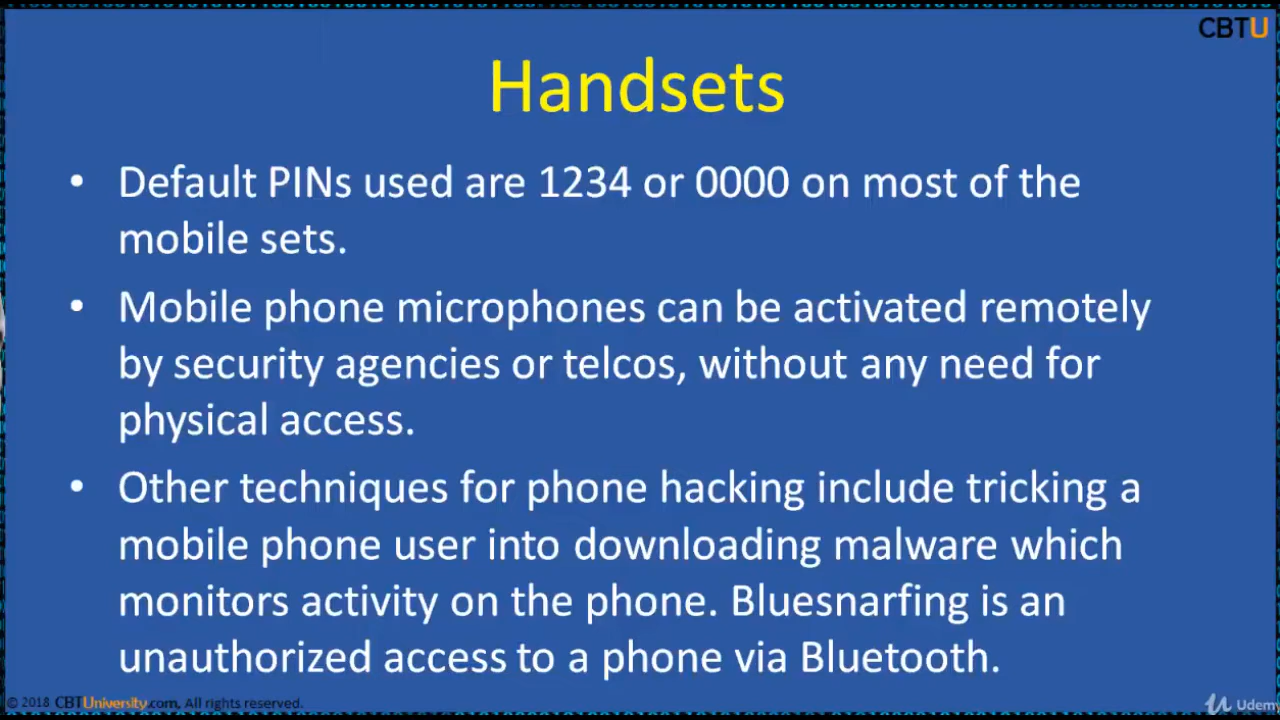 CBTU
Handsets
• Default PINs used are 1234 or 0000 on most of the
mobile sets.
• Mobile phone microphones can be activated remotely
by security agencies or telcos, without any need for
physical access.
• Other techniques for phone hacking include tricking a
mobile phone user into downloading malware which
monitors activity on the phone. Bluesnarfing is an
unauthorized access to a phone via Bluetooth.
© 2018 CBTUniversity.com, All rights reserved.
Udemy